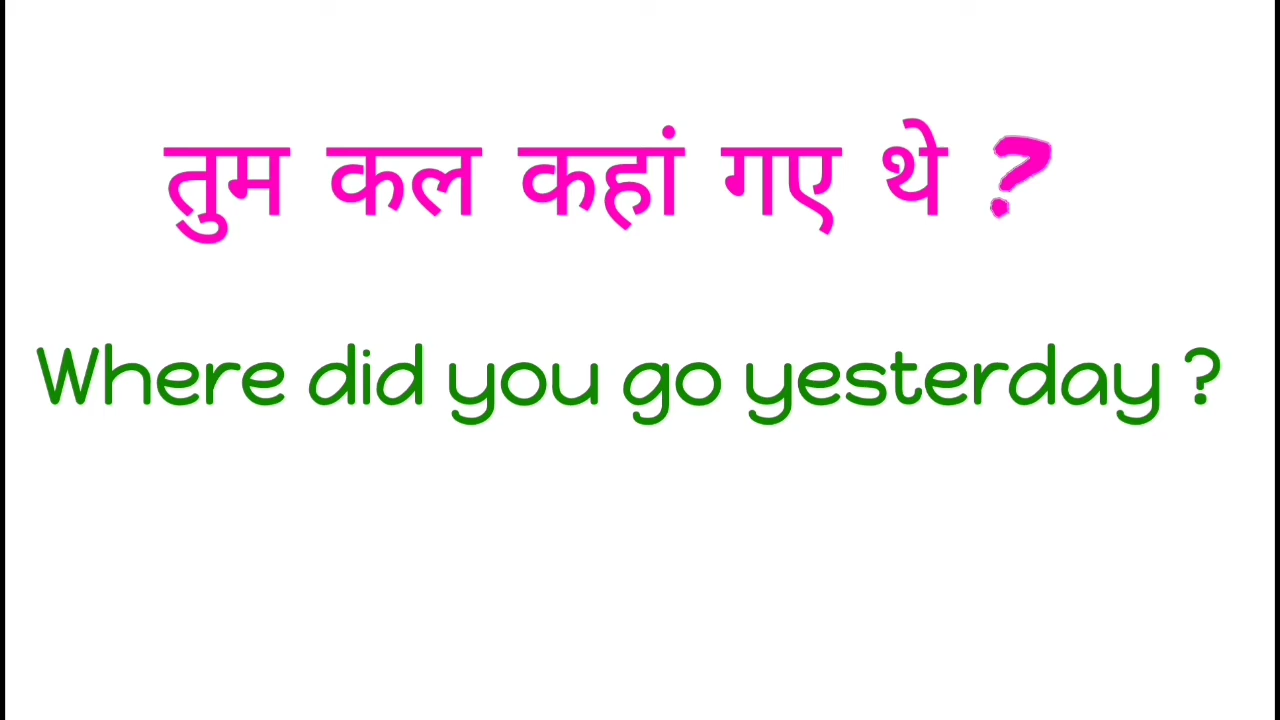 तुम कल कहां गए थे ?
Where did you go yesterday ?